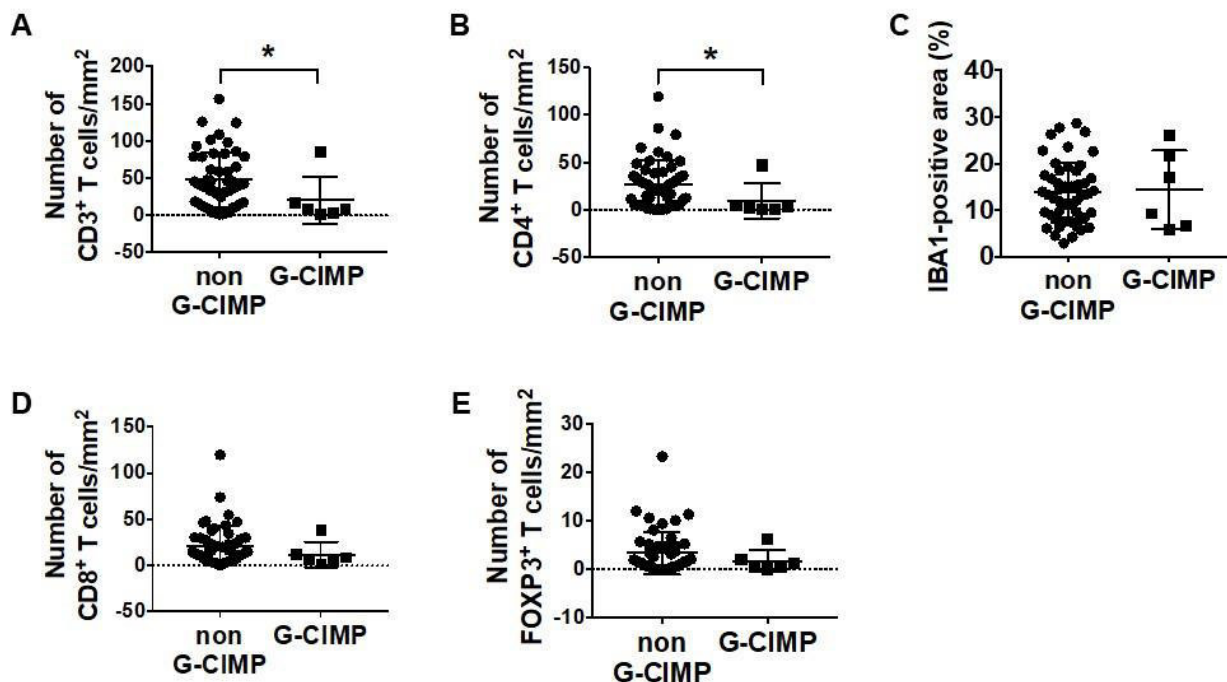 A
Number of
CD3⁺ T cells/mm²
200
150
100
50
0
-50
*
non
G-CIMP
G-CIMP
B
Number of
CD4⁺ T cells/mm²
150
100
50
0
-50
*
non
G-CIMP
G-CIMP
C
IBA1-positive area (%)
40
30
20
10
0
non
G-CIMP
G-CIMP
D
Number of
CD8⁺ T cells/mm²
150
100
50
0
-50
non
G-CIMP
G-CIMP
E
Number of
FOXP3⁺ T cells/mm²
30
20
10
0
-10
non
G-CIMP
G-CIMP